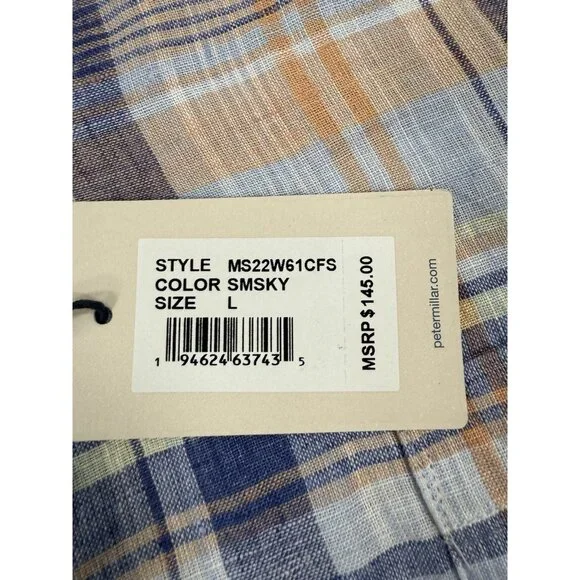 STYLE MS22W61CFS
COLOR SMSKY
SIZE L
1 94624 63743 5
MSRP $145.00
petermillar.com